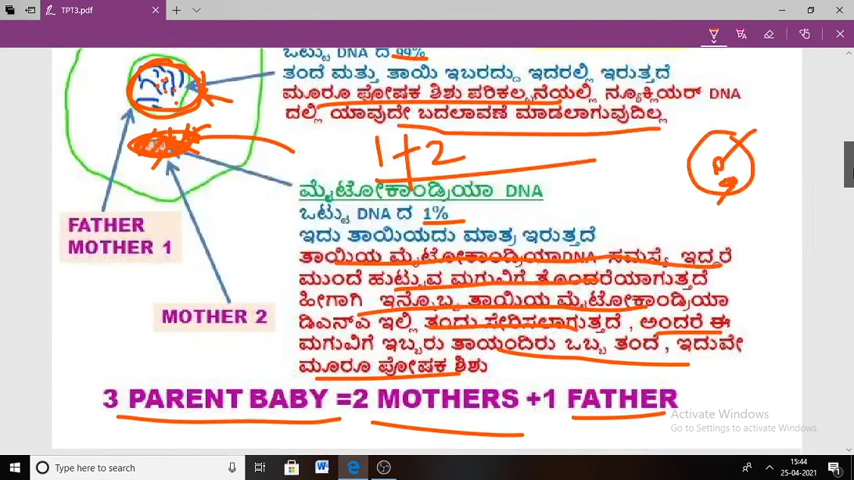 TPT3.pdf
ಒಟ್ಟು DNA ದ 99%
ತಂದೆ ಮತ್ತು ತಾಯಿ ಇಬರದ್ದು ಇದರಲ್ಲಿ ಇರುತ್ತದೆ
ಮೂರೂ ಪೋಷಕ ಶಿಶು ಪರಿಕಲ್ಪನೆಯಲ್ಲಿ ನ್ಯೂಕ್ಲಿಯರ್ DNA
ದಲ್ಲಿ ಯಾವುದೇ ಬದಲಾವಣೆ ಮಾಡಲಾಗುವುದಿಲ್ಲ
1+2
ಮೈಟೋಕಾಂಡ್ರಿಯಾ DNA
ಒಟ್ಟು DNA ದ 1%
ಇದು ತಾಯಿಯದು ಮಾತ್ರ ಇರುತ್ತದೆ
ತಾಯಿಯ ಮೈಟೋಕಾಂಡ್ರಿಯಾDNA ಸಮಸ್ಯೆ ಇದ್ದರೆ
ಮುಂದೆ ಹುಟ್ಟುವ ಮಗುವಿಗೆ ತೊಂದರೆಯಾಗುತ್ತದೆ
ಹೀಗಾಗಿ ಇನ್ನೊಬ್ಬ ತಾಯಿಯ ಮೈಟೋಕಾಂಡ್ರಿಯಾ
ಡಿಎನ್ಎ ಇಲ್ಲಿ ತಂದು ಸೇರಿಸಲಾಗುತ್ತದೆ , ಅಂದರೆ ಈ
ಮಗುವಿಗೆ ಇಬ್ಬರು ತಾಯಂದಿರು ಒಬ್ಬ ತಂದೆ , ಇದುವೇ
ಮೂರೂ ಪೋಷಕ ಶಿಶು
FATHER
MOTHER 1
MOTHER 2
3 PARENT BABY =2 MOTHERS +1 FATHER
Activate Windows
Go to Settings to activate Windows.
Type here to search
15:44
25-04-2021